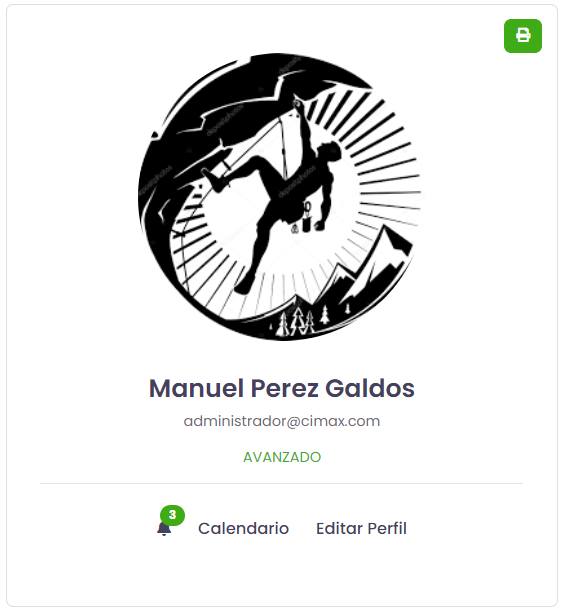 Manuel Perez Galdos
administrador@cimax.com
AVANZADO
3
Calendario Editar Perfil